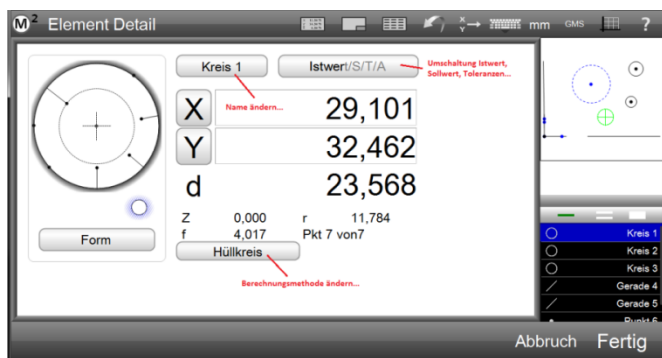 M² Element Detail
X Y mm GMS ?
Kreis 1 Istwert/S/T/A
Umschaltung Istwert,
Sollwert, Toleranzen...
Name ändern...
X 29,101
Y 32,462
d 23,568
Z 0,000 r 11,784
f 4,017 Pkt 7 von7
Form
Hüllkreis
Berechnungsmethode ändern...
Kreis 1
Kreis 2
Kreis 3
Gerade 4
Gerade 5
Punkt 6
Abbruch Fertig